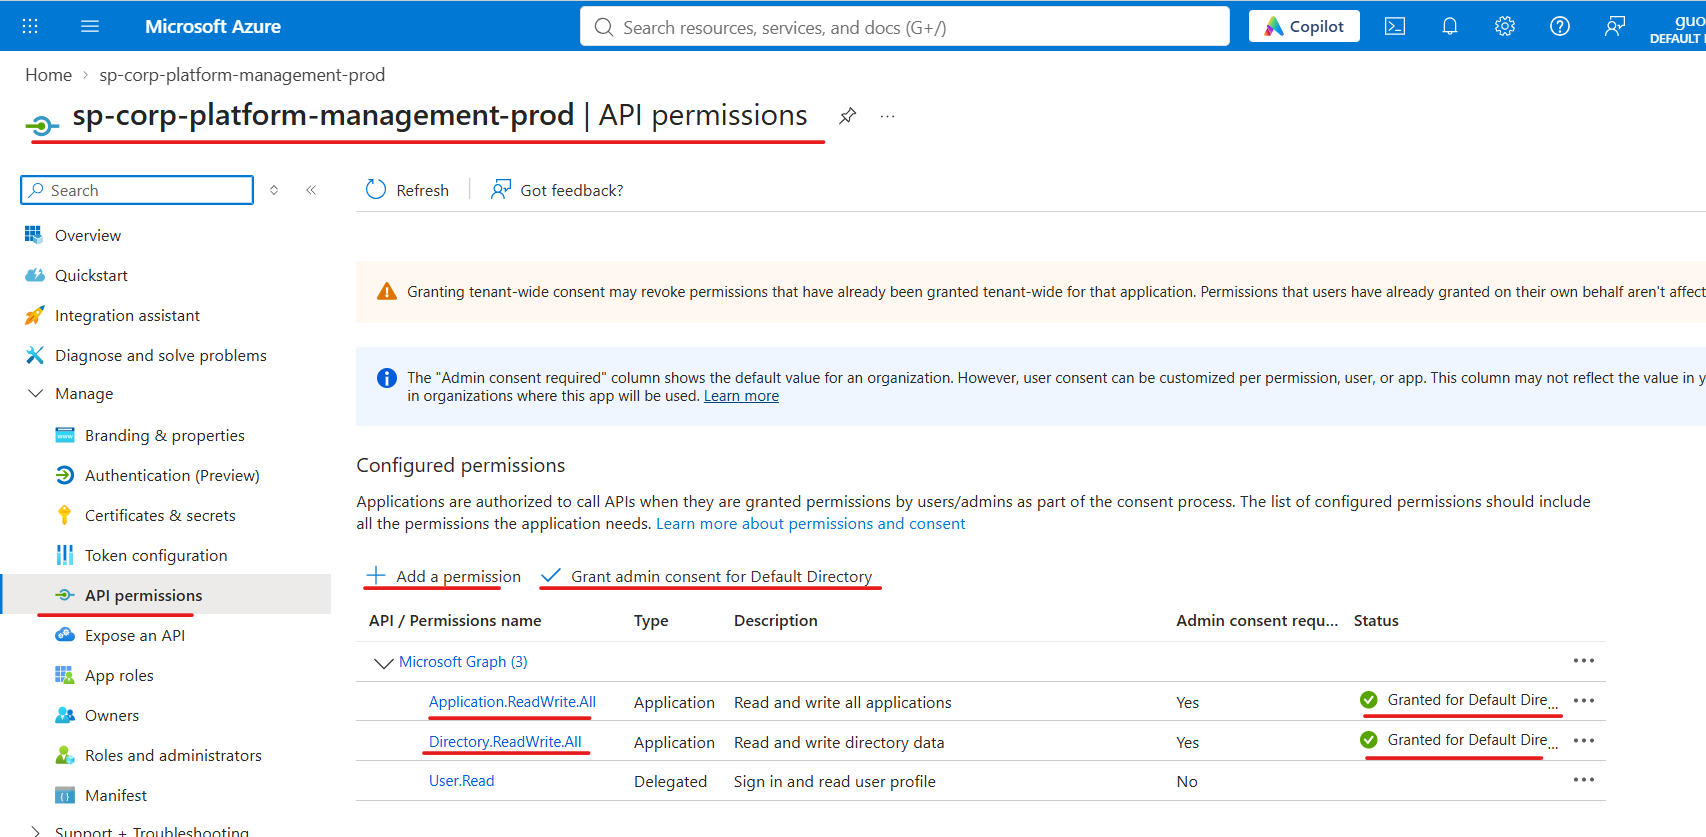 Microsoft Azure
Search resources, services, and docs (G+/)
Copilot
guo
DEFAULT
Home › sp-corp-platform-management-prod
sp-corp-platform-management-prod | API permissions
Search
Refresh
Got feedback?
Overview
Quickstart
Integration assistant
Diagnose and solve problems
Manage
Branding & properties
Authentication (Preview)
Certificates & secrets
Token configuration
API permissions
Expose an API
App roles
Owners
Roles and administrators
Manifest
Support + Troubleshooting
Granting tenant-wide consent may revoke permissions that have already been granted tenant-wide for that application. Permissions that users have already granted on their own behalf aren't affect
The "Admin consent required" column shows the default value for an organization. However, user consent can be customized per permission, user, or app. This column may not reflect the value in y
in organizations where this app will be used. Learn more
Configured permissions
Applications are authorized to call APIs when they are granted permissions by users/admins as part of the consent process. The list of configured permissions should include
all the permissions the application needs. Learn more about permissions and consent
Add a permission
Grant admin consent for Default Directory
API / Permissions name Type Description Admin consent requ... Status
Microsoft Graph (3)
Application.ReadWrite.All Application Read and write all applications Yes Granted for Default Dire...
Directory.ReadWrite.All Application Read and write directory data Yes Granted for Default Dire...
User.Read Delegated Sign in and read user profile No